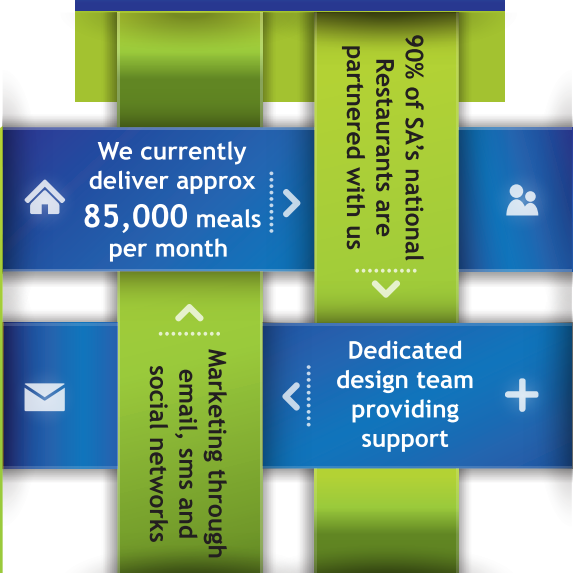 We currently
deliver approx
85,000 meals
per month
90% of SA's national
Restaurants are
partnered with us
Marketing through
email, sms and
social networks
Dedicated
design team
providing
support